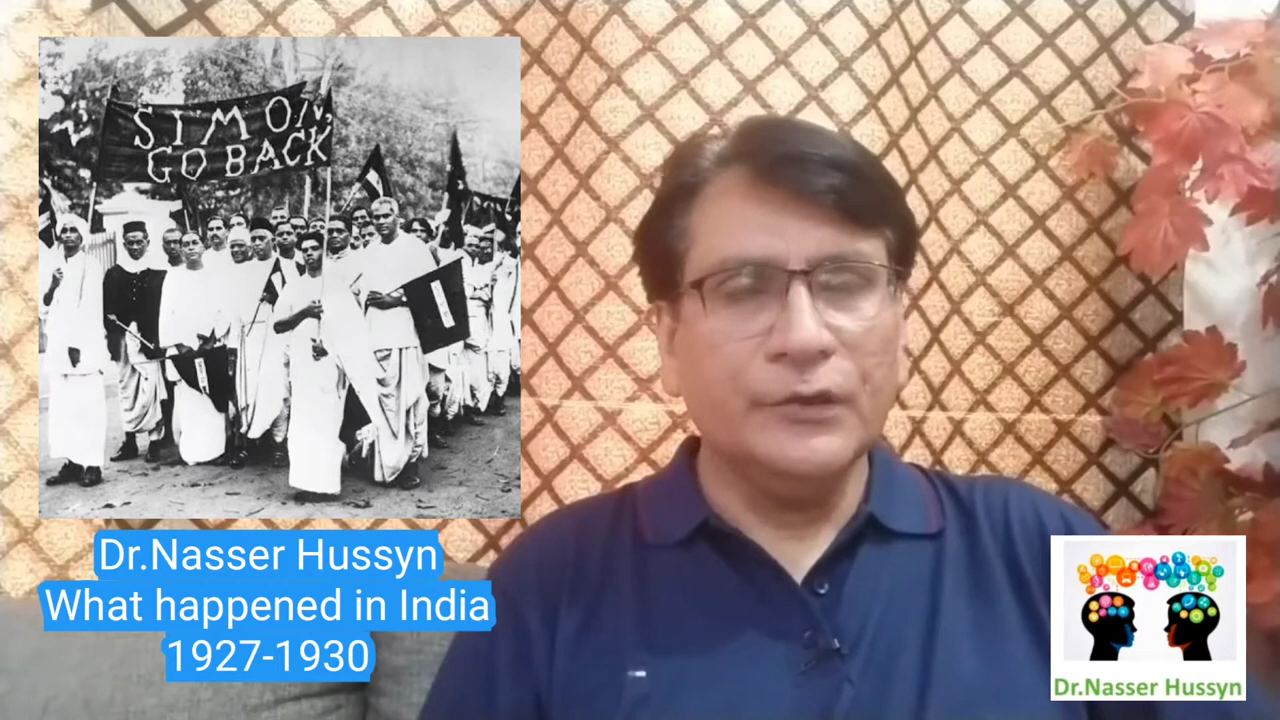 SIMON,
GO BACK
Dr.Nasser Hussyn
What happened in India
1927-1930
Dr.Nasser Hussyn